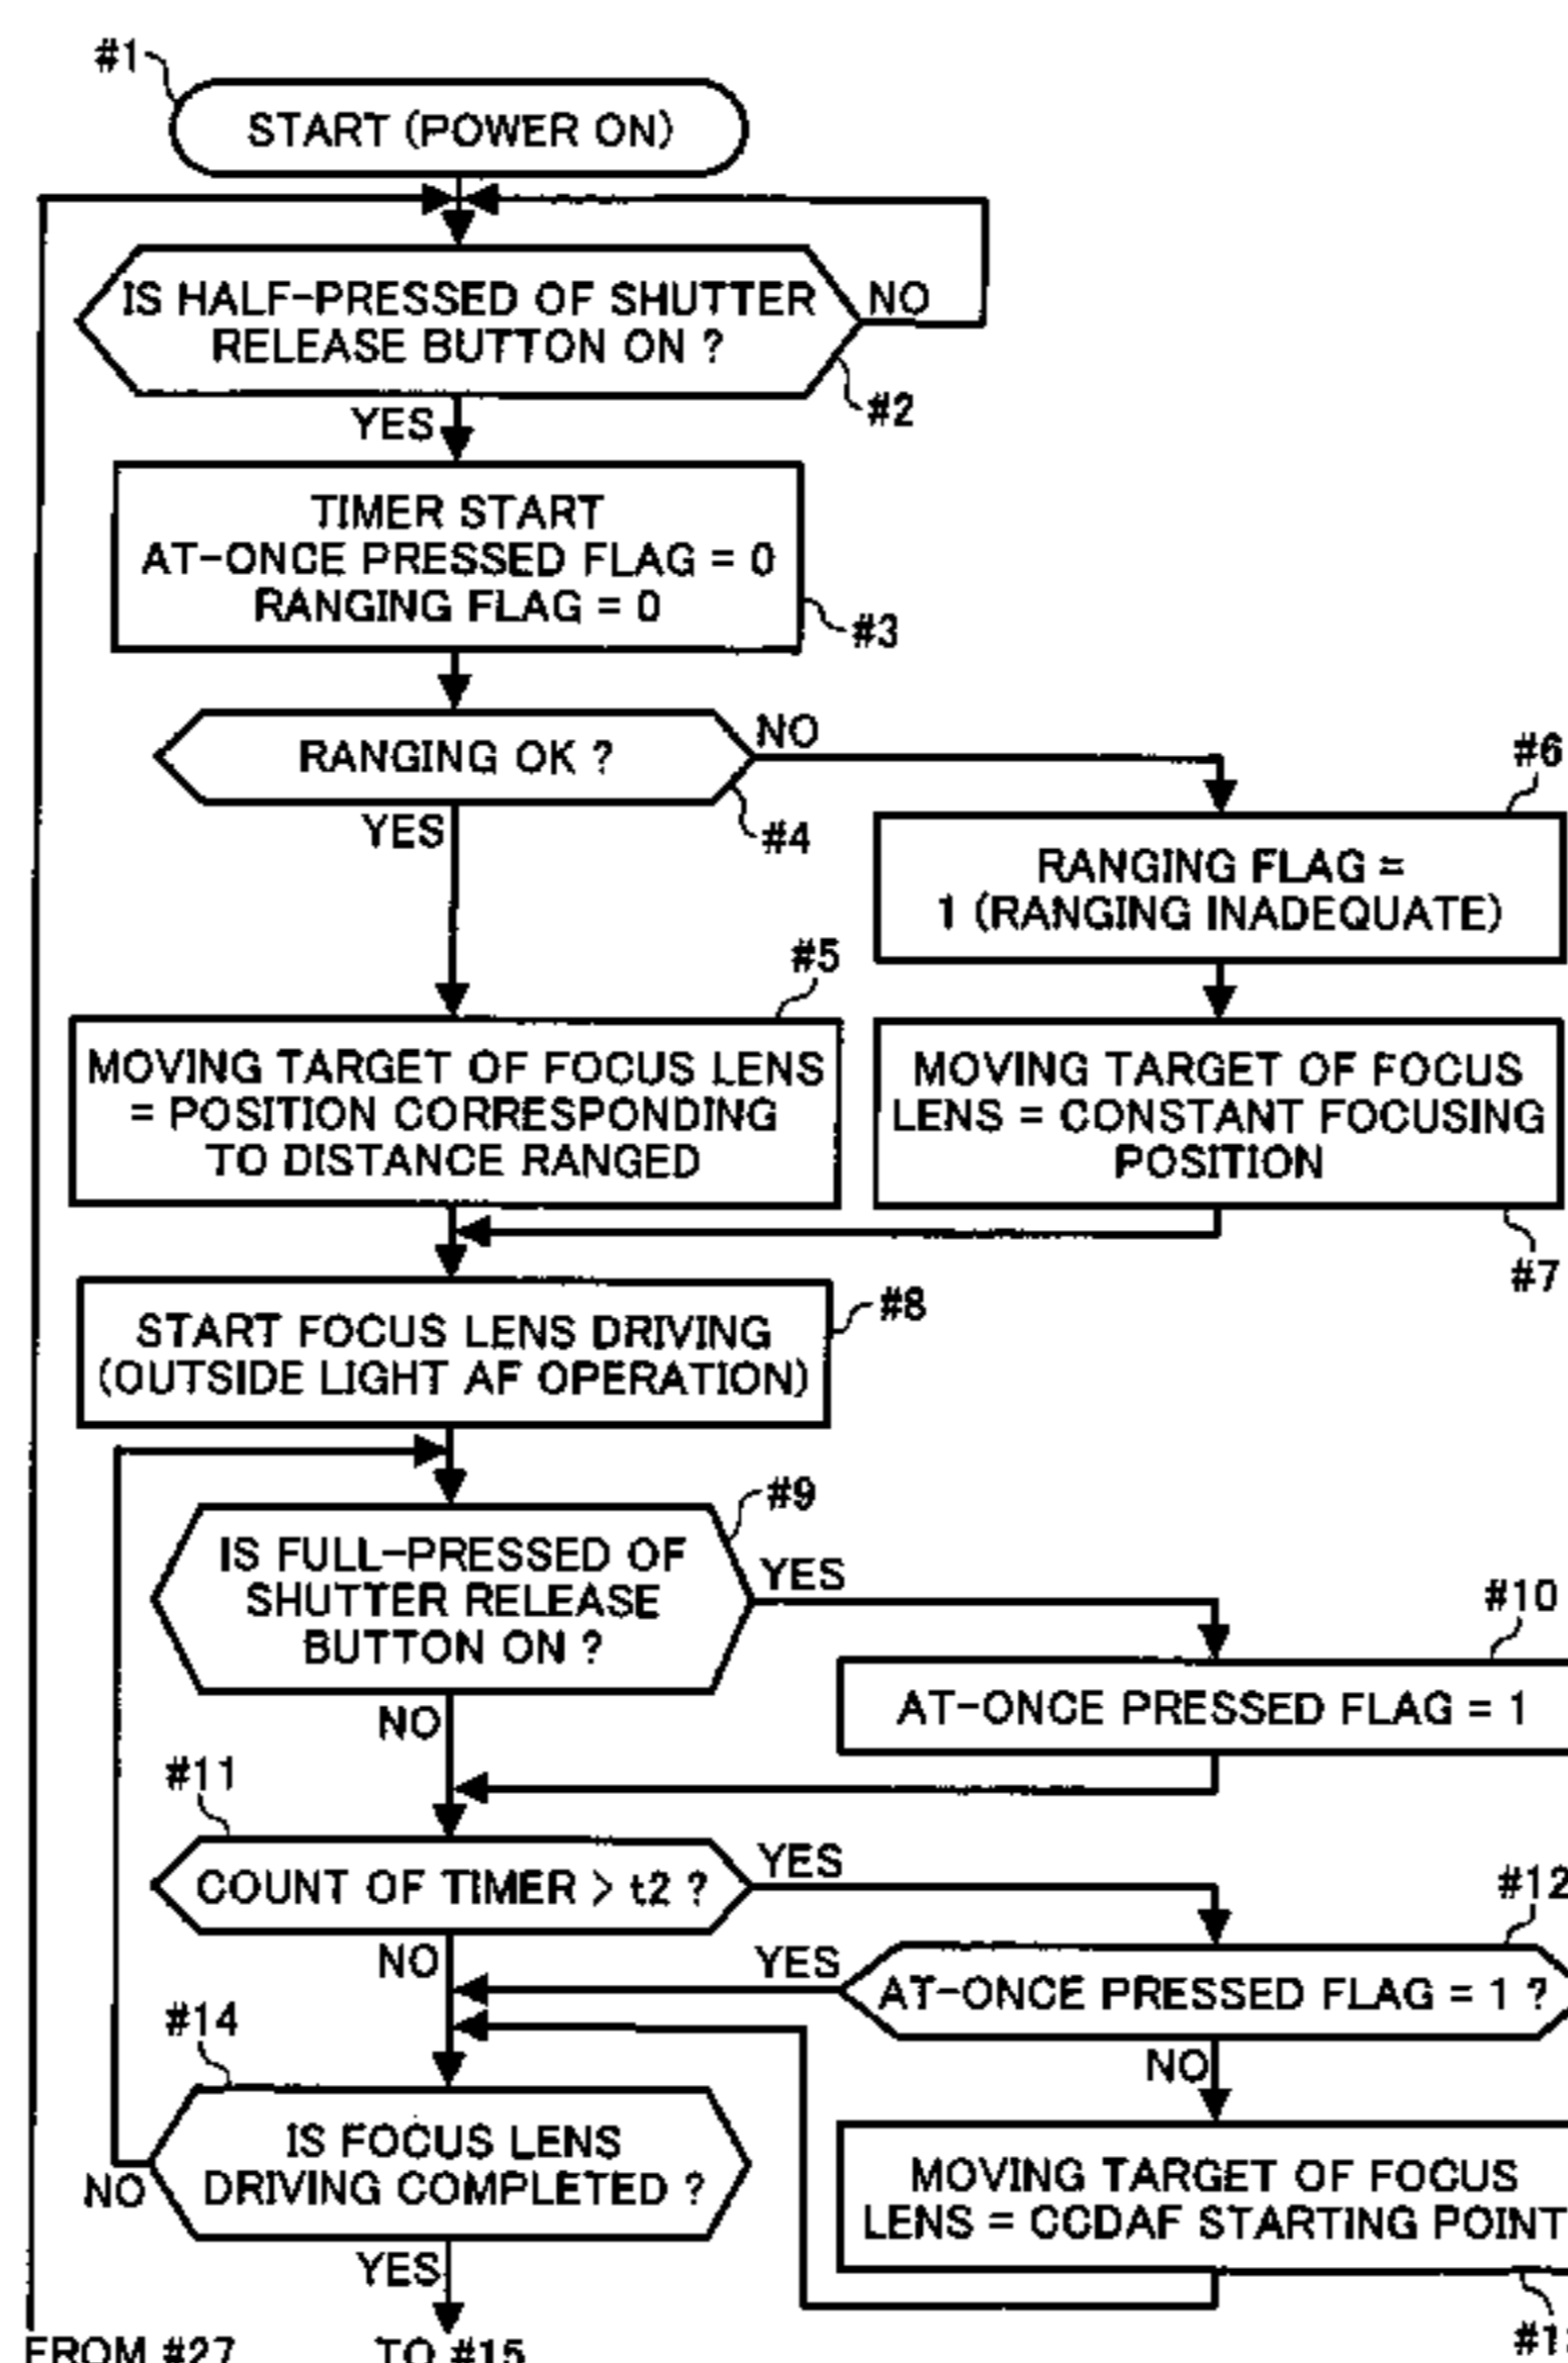 #1
START (POWER ON)
IS HALF-PRESSED OF SHUTTER
RELEASE BUTTON ON ?
NO
#2
YES
TIMER START
AT-ONCE PRESSED FLAG = 0
RANGING FLAG = 0
#3
RANGING OK ?
NO
#4
YES
#6
RANGING FLAG =
1 (RANGING INADEQUATE)
#5
MOVING TARGET OF FOCUS LENS
= POSITION CORRESPONDING
TO DISTANCE RANGED
MOVING TARGET OF FOCUS
LENS = CONSTANT FOCUSING
POSITION
#7
#8
START FOCUS LENS DRIVING
(OUTSIDE LIGHT AF OPERATION)
#9
IS FULL-PRESSED OF
SHUTTER RELEASE
BUTTON ON ?
YES
#10
AT-ONCE PRESSED FLAG = 1
NO
#11
COUNT OF TIMER > t2 ?
YES
#12
NO
YES
AT-ONCE PRESSED FLAG = 1 ?
NO
#14
IS FOCUS LENS
DRIVING COMPLETED ?
NO
MOVING TARGET OF FOCUS
LENS = CCDAF STARTING POINT
YES
FROM #27
TO #15